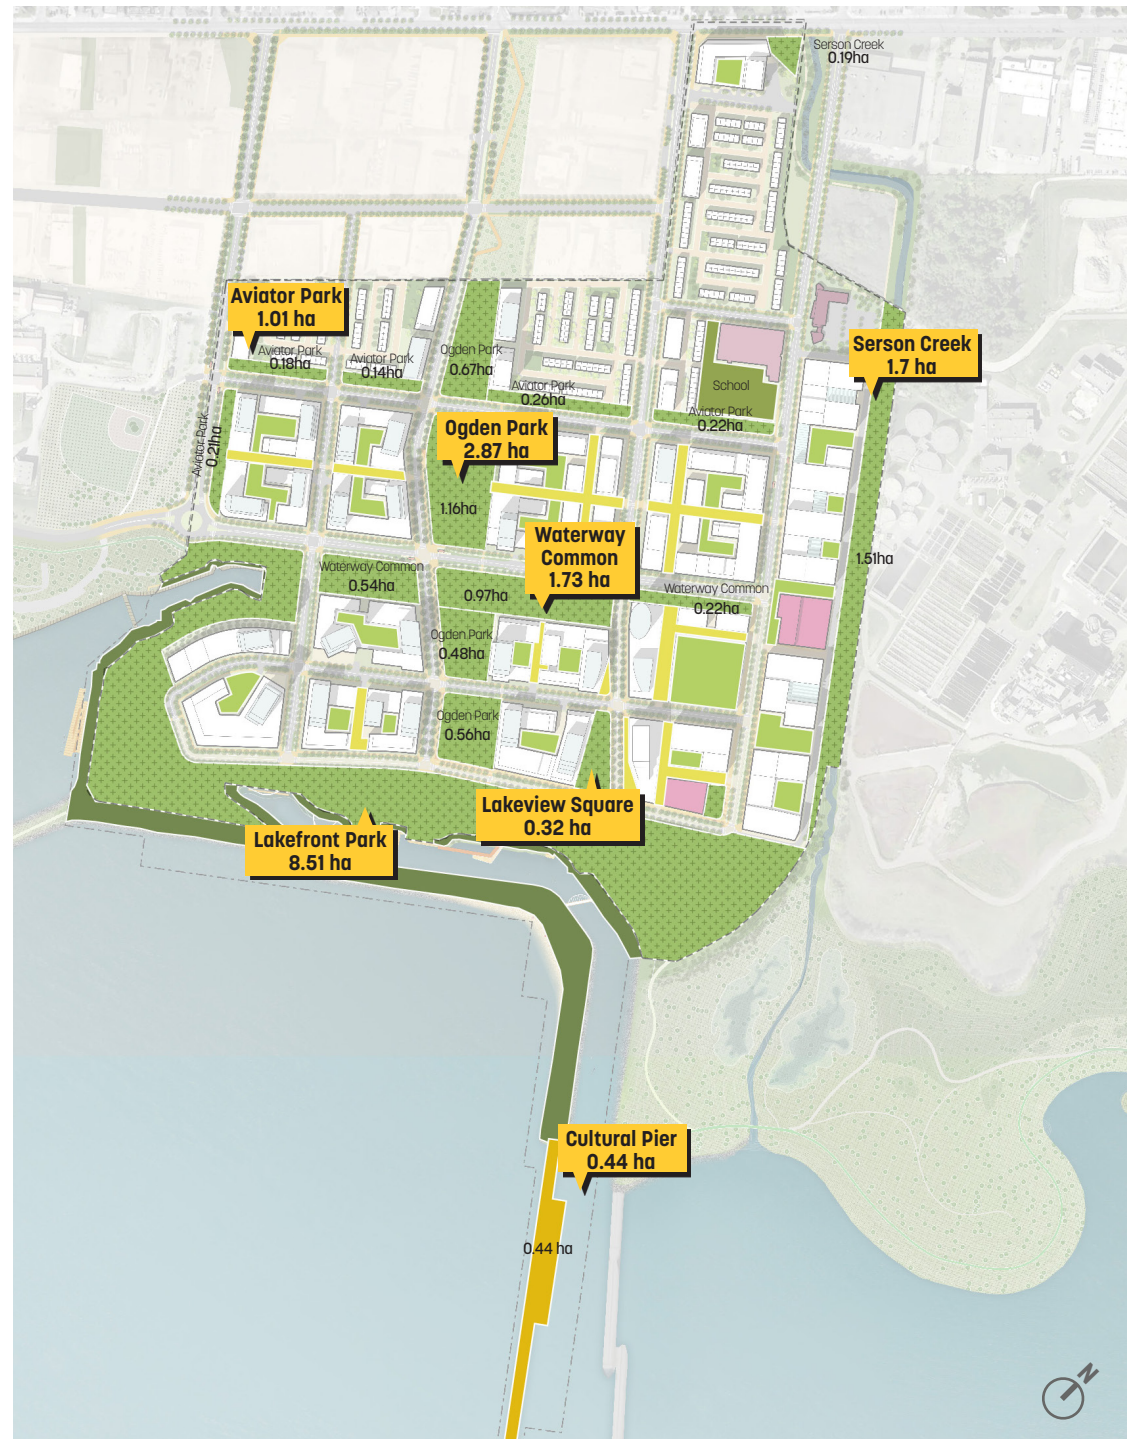 Serson Creek
0.19ha
Aviator Park
1.01 ha
Aviator Park
0.18ha
Aviator Park
0.14ha
Ogden Park
0.67ha
Serson Creek
1.7 ha
Aviator Park
0.26ha
School
Aviator Park
0.22ha
Aviator Park
0.21ha
Ogden Park
2.87 ha
1.16ha
Waterway
Common
1.73 ha
1.51ha
Waterway Common
0.54ha
0.97ha
Waterway Common
0.22ha
Ogden Park
0.48ha
Ogden Park
0.56ha
Lakeview Square
0.32 ha
Lakefront Park
8.51 ha
Cultural Pier
0.44 ha
0.44 ha
N